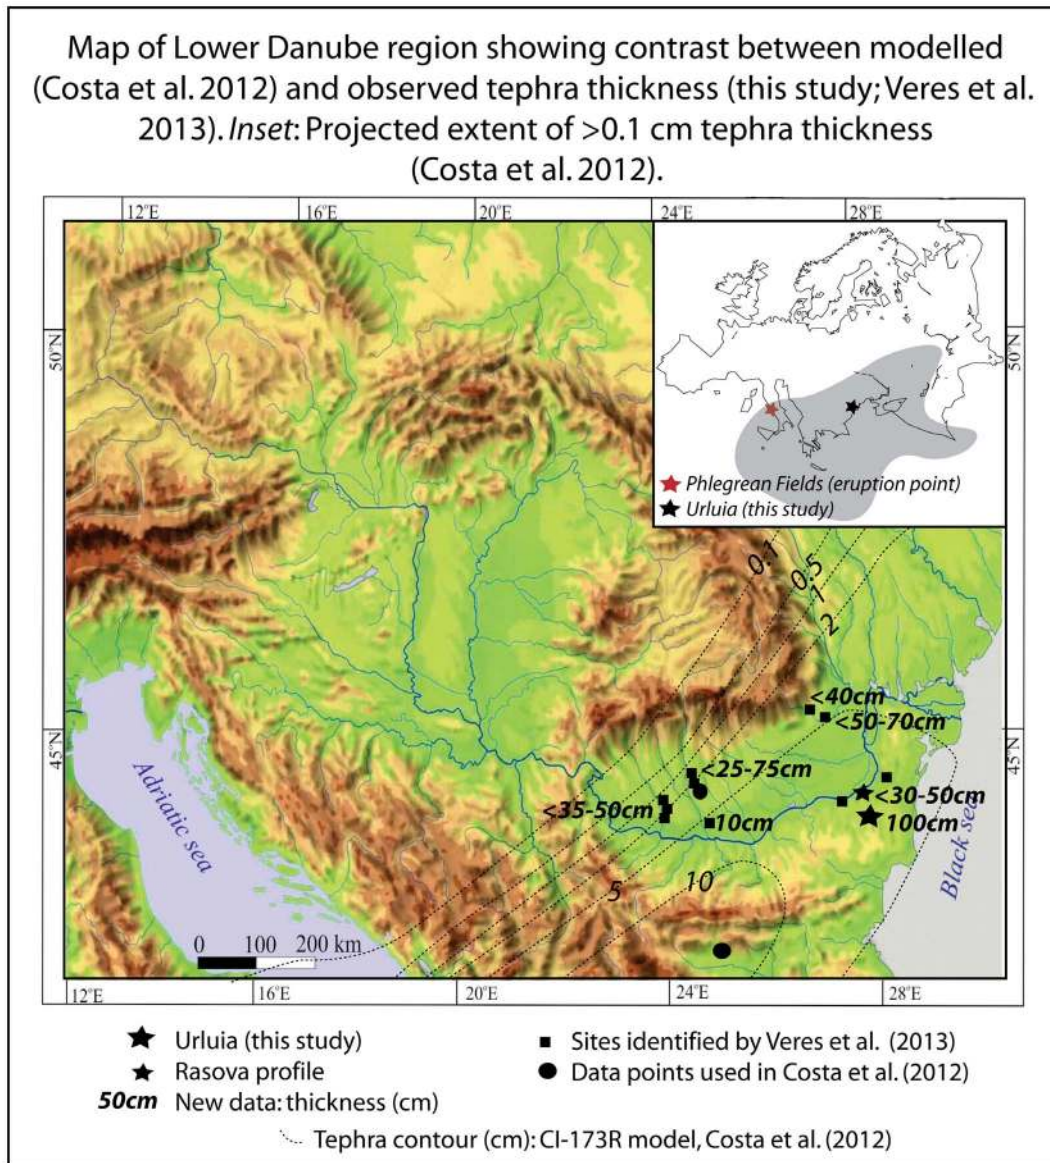 Map of Lower Danube region showing contrast between modelled
(Costa et al. 2012) and observed tephra thickness (this study; Veres et al.
2013). Inset: Projected extent of >0.1 cm tephra thickness
(Costa et al. 2012).
12°E 16°E 20°E 24°E 28°E
50°N 50°N
Phlegrean Fields (eruption point)
Urluia (this study)
0.1
0.5
1
2
<40cm
<50-70cm
45°N 45°N
<25-75cm
<35-50cm
<30-50cm
10cm
100cm
Adriatic sea
Black sea
5
10
0 100 200 km
12°E 16°E 20°E 24°E 28°E
Urluia (this study)
Sites identified by Veres et al. (2013)
Rasova profile
Data points used in Costa et al. (2012)
50cm New data: thickness (cm)
Tephra contour (cm): CI-173R model, Costa et al. (2012)